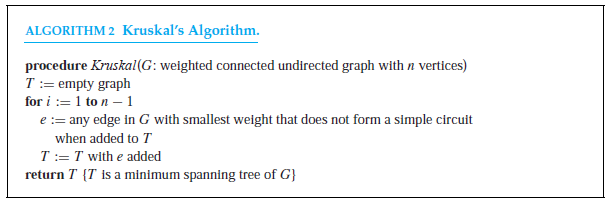 ALGORITHM 2 Kruskal's Algorithm.
procedure Kruskal(G: weighted connected undirected graph with n vertices)
T := empty graph
for i := 1 to n − 1
e := any edge in G with smallest weight that does not form a simple circuit
when added to T
T := T with e added
return T {T is a minimum spanning tree of G}